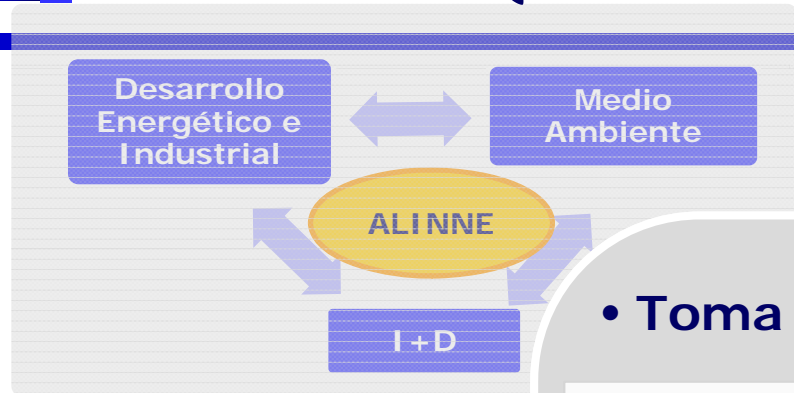 Desarrollo
Energético e
Industrial
Medio
Ambiente
ALINNE
I+D
• Toma